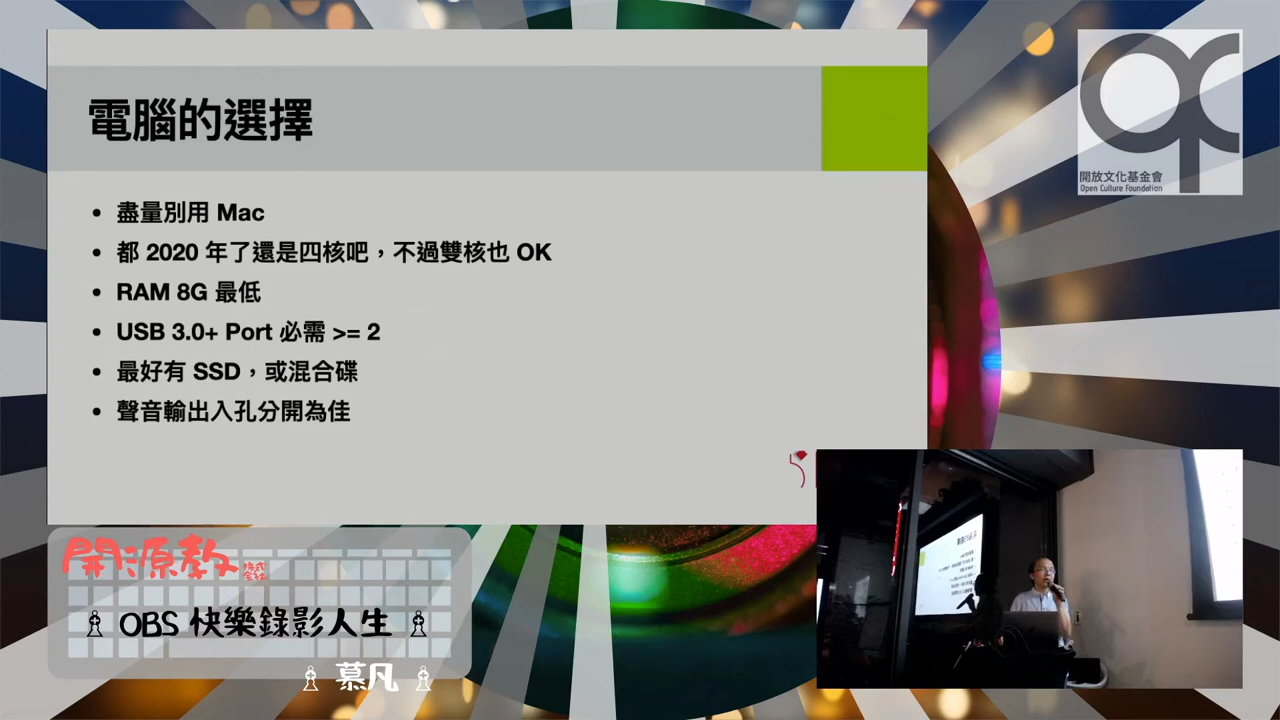 電腦的選擇
盡量別用 Mac
都 2020 年了還是四核吧，不過雙核也 OK
RAM 8G 最低
USB 3.0+ Port 必需 >= 2
最好有 SSD，或混合碟
聲音輸出入孔分開為佳
開放文化基金會
Open Culture Foundation
開源教
株式
会社
OBS 快樂錄影人生
慕凡